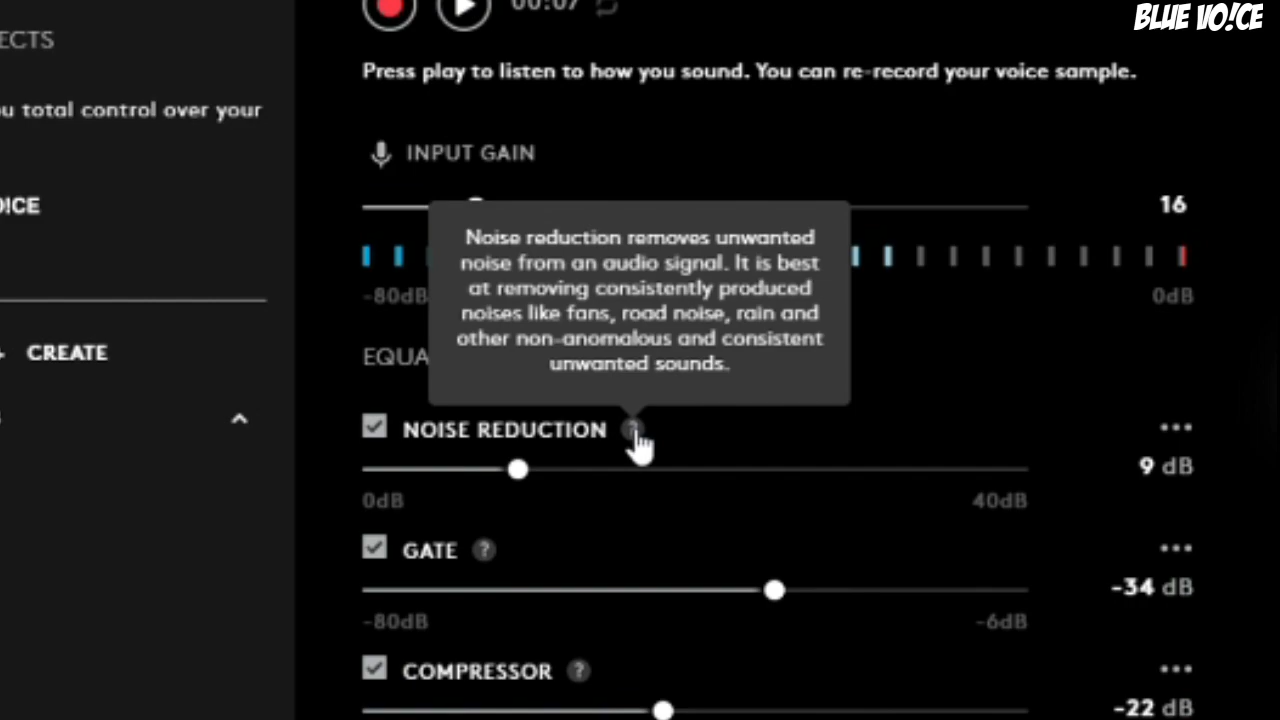 BLUE VO!CE
00:07
ECTS
Press play to listen to how you sound. You can re-record your voice sample.
u total control over your
INPUT GAIN
16
O!CE
Noise reduction removes unwanted
noise from an audio signal. It is best
at removing consistently produced
noises like fans, road noise, rain and
other non-anomalous and consistent
unwanted sounds.
-80dB
0dB
CREATE
EQUA
NOISE REDUCTION ?
9 dB
0dB
40dB
GATE ?
-34 dB
-80dB
-6dB
COMPRESSOR ?
-22 dB